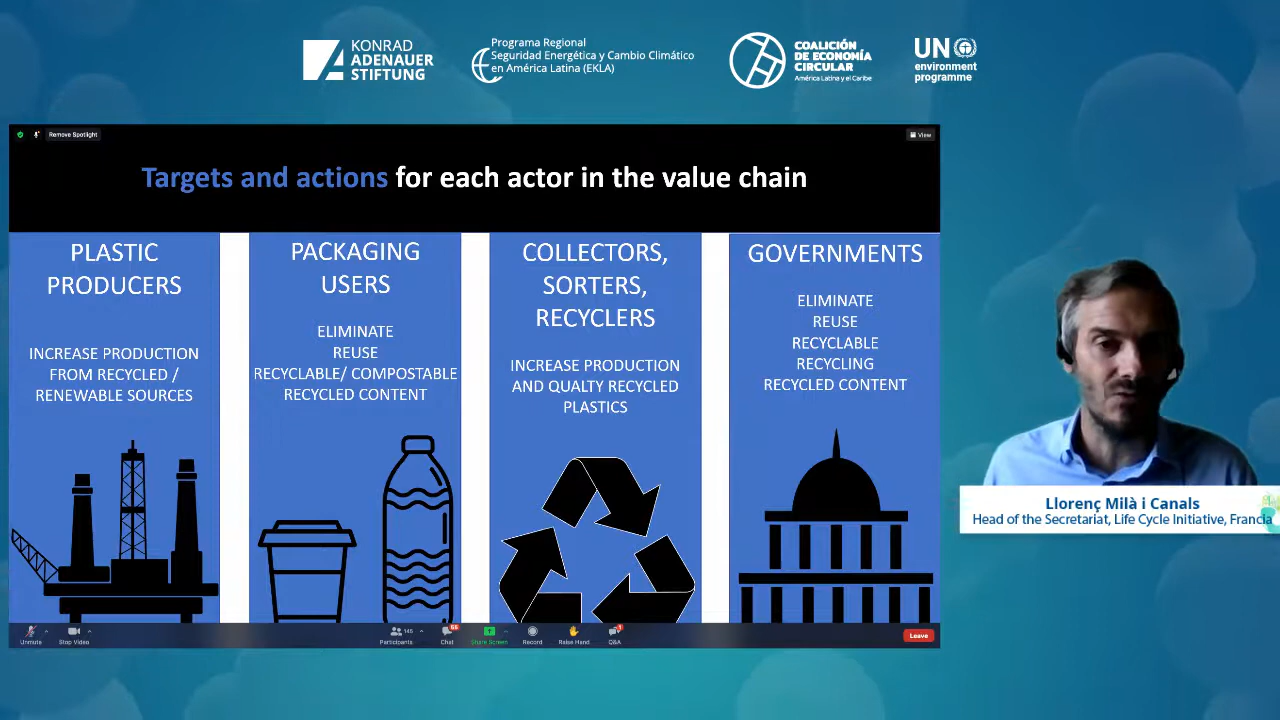 KONRAD
ADENAUER
STIFTUNG
Programa Regional
Seguridad Energética y Cambio Climático
en América Latina (EKLA)
COALICIÓN
DE ECONOMÍA
CIRCULAR
América Latina y el Caribe
UN
environment
programme
Remove Spotlight
View
Targets and actions for each actor in the value chain
PLASTIC
PRODUCERS
INCREASE PRODUCTION
FROM RECYCLED /
RENEWABLE SOURCES
PACKAGING
USERS
ELIMINATE
REUSE
RECYCLABLE/ COMPOSTABLE
RECYCLED CONTENT
COLLECTORS,
SORTERS,
RECYCLERS
INCREASE PRODUCTION
AND QUALTY RECYCLED
PLASTICS
GOVERNMENTS
ELIMINATE
REUSE
RECYCLABLE
RECYCLING
RECYCLED CONTENT
Llorenç Milà i Canals
Head of the Secretariat, Life Cycle Initiative, Francia
Unmute
Stop Video
Participants
145
Chat
Share Screen
Record
Raise Hand
Q&A
Leave